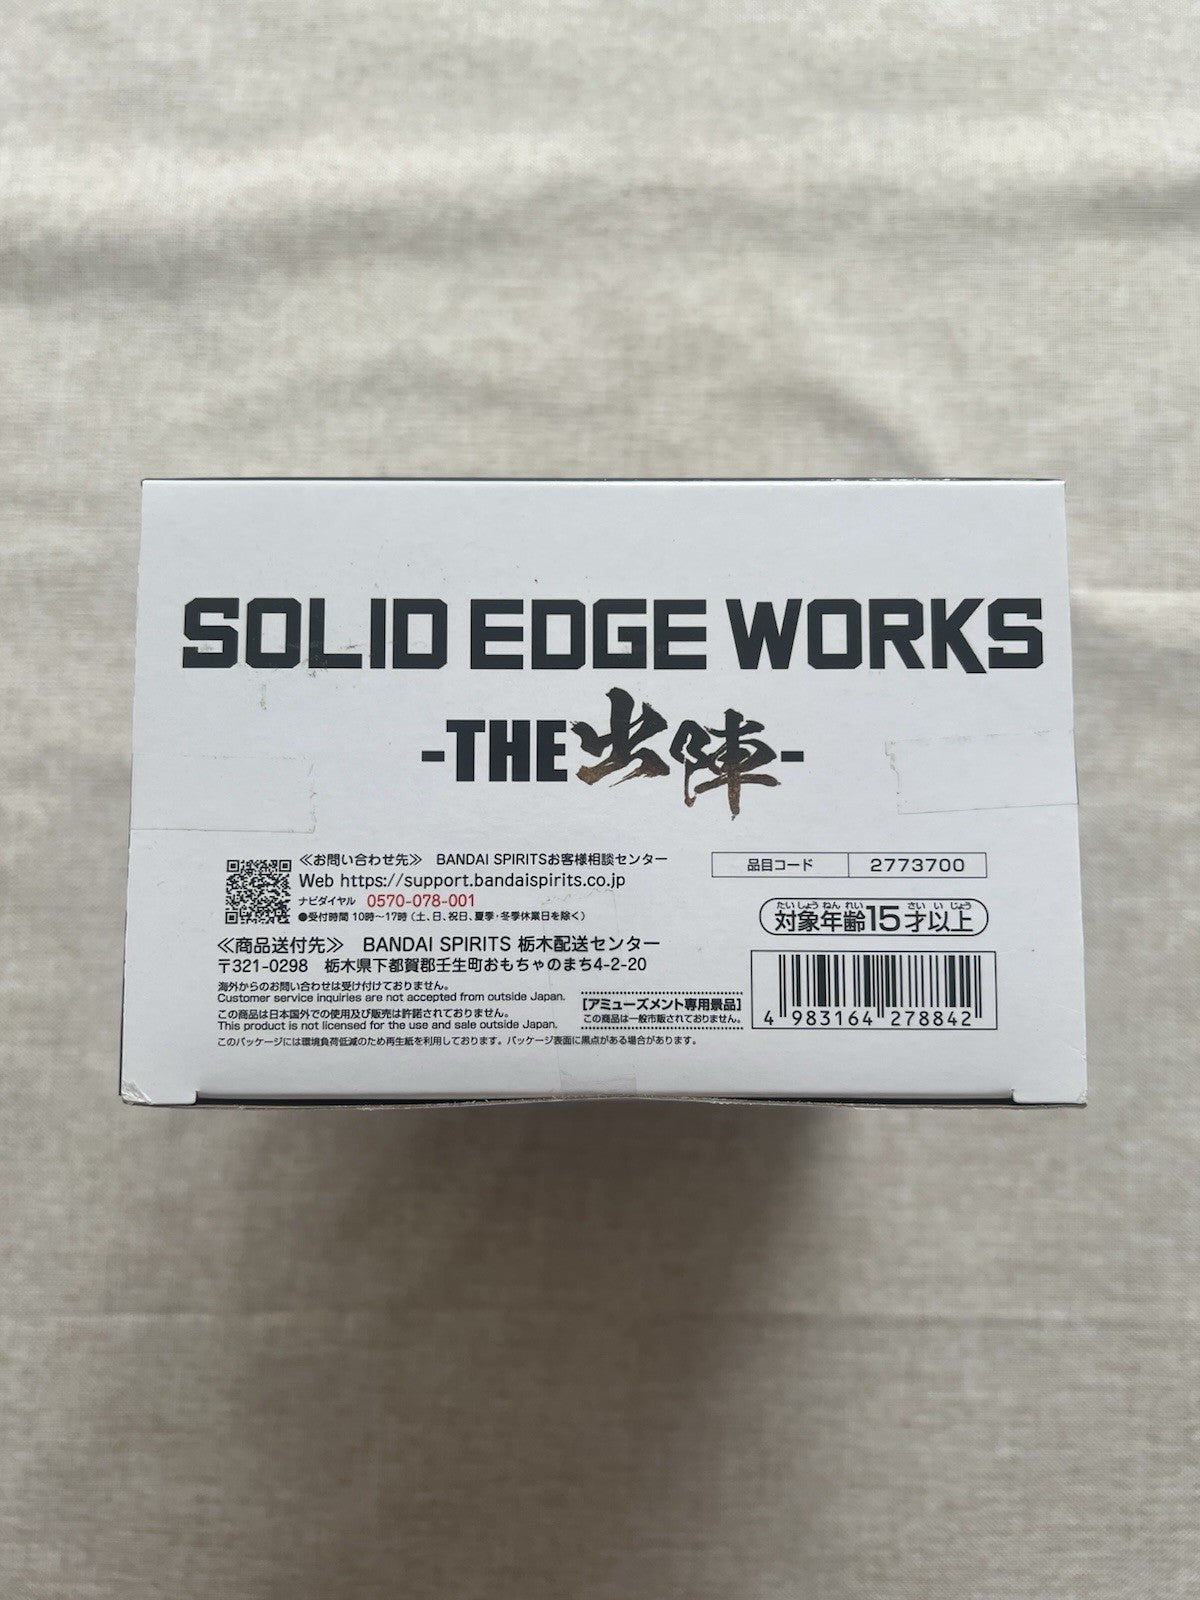 SOLID EDGE WORKS
-THE出陣-
≪お問い合わせ先≫ BANDAI SPIRITSお客様相談センター
Web https://support.bandaispirits.co.jp
ナビダイヤル 0570-078-001
●受付時間 10時〜17時(土、日、祝日、夏季・冬季休業日を除く)
≪商品送付先≫ BANDAI SPIRITS 栃木配送センター
〒321-0298 栃木県下都賀郡壬生町おもちゃのまち4-2-20
海外からのお問い合わせは受け付けておりません。
Customer service inquiries are not accepted from outside Japan.
この商品は日本国外での使用及び販売は許諾されておりません。
This product is not licensed for the use and sale outside Japan.
このパッケージには環境負荷低減のため再生紙を利用しております。パッケージ表面に黒点がある場合があります。
[アミューズメント専用景品]
この商品は一般市販されておりません。
品目コード 2773700
たいしょうねんれい さいいじょう
対象年齢15才以上
4 983164 278842